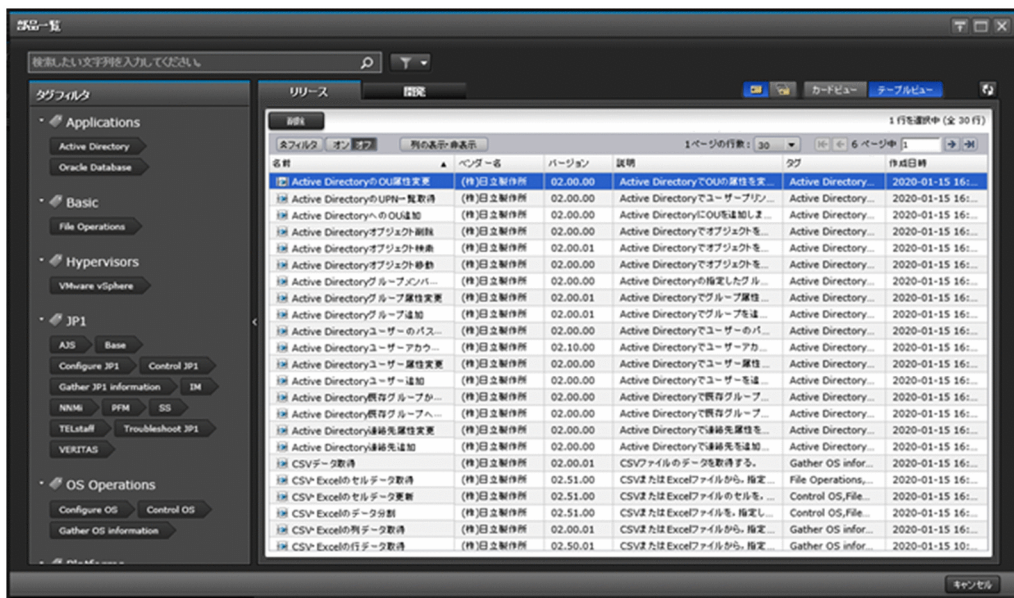 部品一覧
検索したい文字列を入力してください。
タグフィルタ
Applications
Active Directory
Oracle Database
Basic
File Operations
Hypervisors
VMware vSphere
JP1
AJS Base
Configure JP1 Control JP1
Gather JP1 information IM
NNMi PFM SS
TELstaff Troubleshoot JP1
VERITAS
OS Operations
Configure OS Control OS
Gather OS information
リリース 開発 カードビュー テーブルビュー
削除 1 行を選択中 (全 30 行)
フィルタ オン オフ 列の表示・非表示 1ページの行数: 30 6 ページ中 1
名前 ベンダー名 バージョン 説明 タグ 作成日時
Active DirectoryのOU属性変更 (株)日立製作所 02.00.00 Active DirectoryでOUの属性を変... Active Directory... 2020-01-15 16:...
Active DirectoryのUPN一覧取得 (株)日立製作所 02.00.00 Active Directoryでユーザープリン... Active Directory... 2020-01-15 16:...
Active DirectoryへのOU追加 (株)日立製作所 02.00.00 Active DirectoryにOUを追加しま... Active Directory... 2020-01-15 16:...
Active Directoryオブジェクト削除 (株)日立製作所 02.00.00 Active Directoryでオブジェクトを... Active Directory... 2020-01-15 16:...
Active Directoryオブジェクト検索 (株)日立製作所 02.00.01 Active Directoryでオブジェクトを... Active Directory... 2020-01-15 16:...
Active Directoryオブジェクト移動 (株)日立製作所 02.00.00 Active Directoryでオブジェクトを... Active Directory... 2020-01-15 16:...
Active Directoryグループメンバ... (株)日立製作所 02.00.00 Active Directoryの指定したグル... Active Directory... 2020-01-15 16:...
Active Directoryグループ属性変更 (株)日立製作所 02.00.01 Active Directoryでグループ属性... Active Directory... 2020-01-15 16:...
Active Directoryグループ追加 (株)日立製作所 02.00.01 Active Directoryでグループを追... Active Directory... 2020-01-15 16:...
Active Directoryユーザーのパス... (株)日立製作所 02.00.00 Active Directoryでユーザーのパ... Active Directory... 2020-01-15 16:...
Active Directoryユーザーアカウ... (株)日立製作所 02.10.00 Active Directoryでユーザーアカ... Active Directory... 2020-01-15 16:...
Active Directoryユーザー属性変更 (株)日立製作所 02.00.01 Active Directoryでユーザー属性... Active Directory... 2020-01-15 16:...
Active Directoryユーザー追加 (株)日立製作所 02.00.01 Active Directoryでユーザーを追... Active Directory... 2020-01-15 16:...
Active Directory既存グループか... (株)日立製作所 02.00.00 Active Directoryで既存グループ... Active Directory... 2020-01-15 16:...
Active Directory既存グループへ... (株)日立製作所 02.00.00 Active Directoryで既存グループ... Active Directory... 2020-01-15 16:...
Active Directory連絡先属性変更 (株)日立製作所 02.00.00 Active Directoryで連絡先属性を... Active Directory... 2020-01-15 16:...
Active Directory連絡先追加 (株)日立製作所 02.00.00 Active Directoryで連絡先を追加... Active Directory... 2020-01-15 16:...
CSVデータ取得 (株)日立製作所 02.00.01 CSVファイルのデータを取得する。 Gather OS infor... 2020-01-15 16:...
CSV・Excelのセルデータ取得 (株)日立製作所 02.51.00 CSVまたはExcelファイルから、指定... File Operations,... 2020-01-15 16:...
CSV・Excelのセルデータ更新 (株)日立製作所 02.51.00 CSVまたはExcelファイルのセルを、... Control OS,File... 2020-01-15 16:...
CSV・Excelのデータ分割 (株)日立製作所 02.51.00 CSVまたはExcelファイルを、指定し... Control OS,File... 2020-01-15 16:...
CSV・Excelの列データ取得 (株)日立製作所 02.00.01 CSVまたはExcelファイルから、指定... Gather OS infor... 2020-01-15 16:...
CSV・Excelの行データ取得 (株)日立製作所 02.50.01 CSVまたはExcelファイルから、指定... Gather OS infor... 2020-01-15 10:...
キャンセル